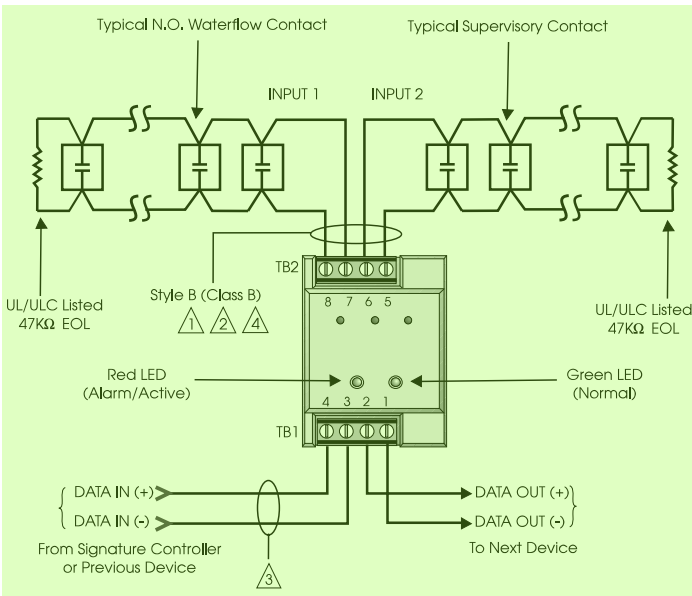 Typical N.O. Waterflow Contact
Typical Supervisory Contact
INPUT 1
INPUT 2
TB2
8 7 6 5
Style B (Class B)
1 2 4
UL/ULC Listed
47KΩ EOL
UL/ULC Listed
47KΩ EOL
Red LED
(Alarm/Active)
Green LED
(Normal)
4 3 2 1
TB1
DATA IN (+)
DATA IN (-)
From Signature Controller
or Previous Device
3
DATA OUT (+)
DATA OUT (-)
To Next Device